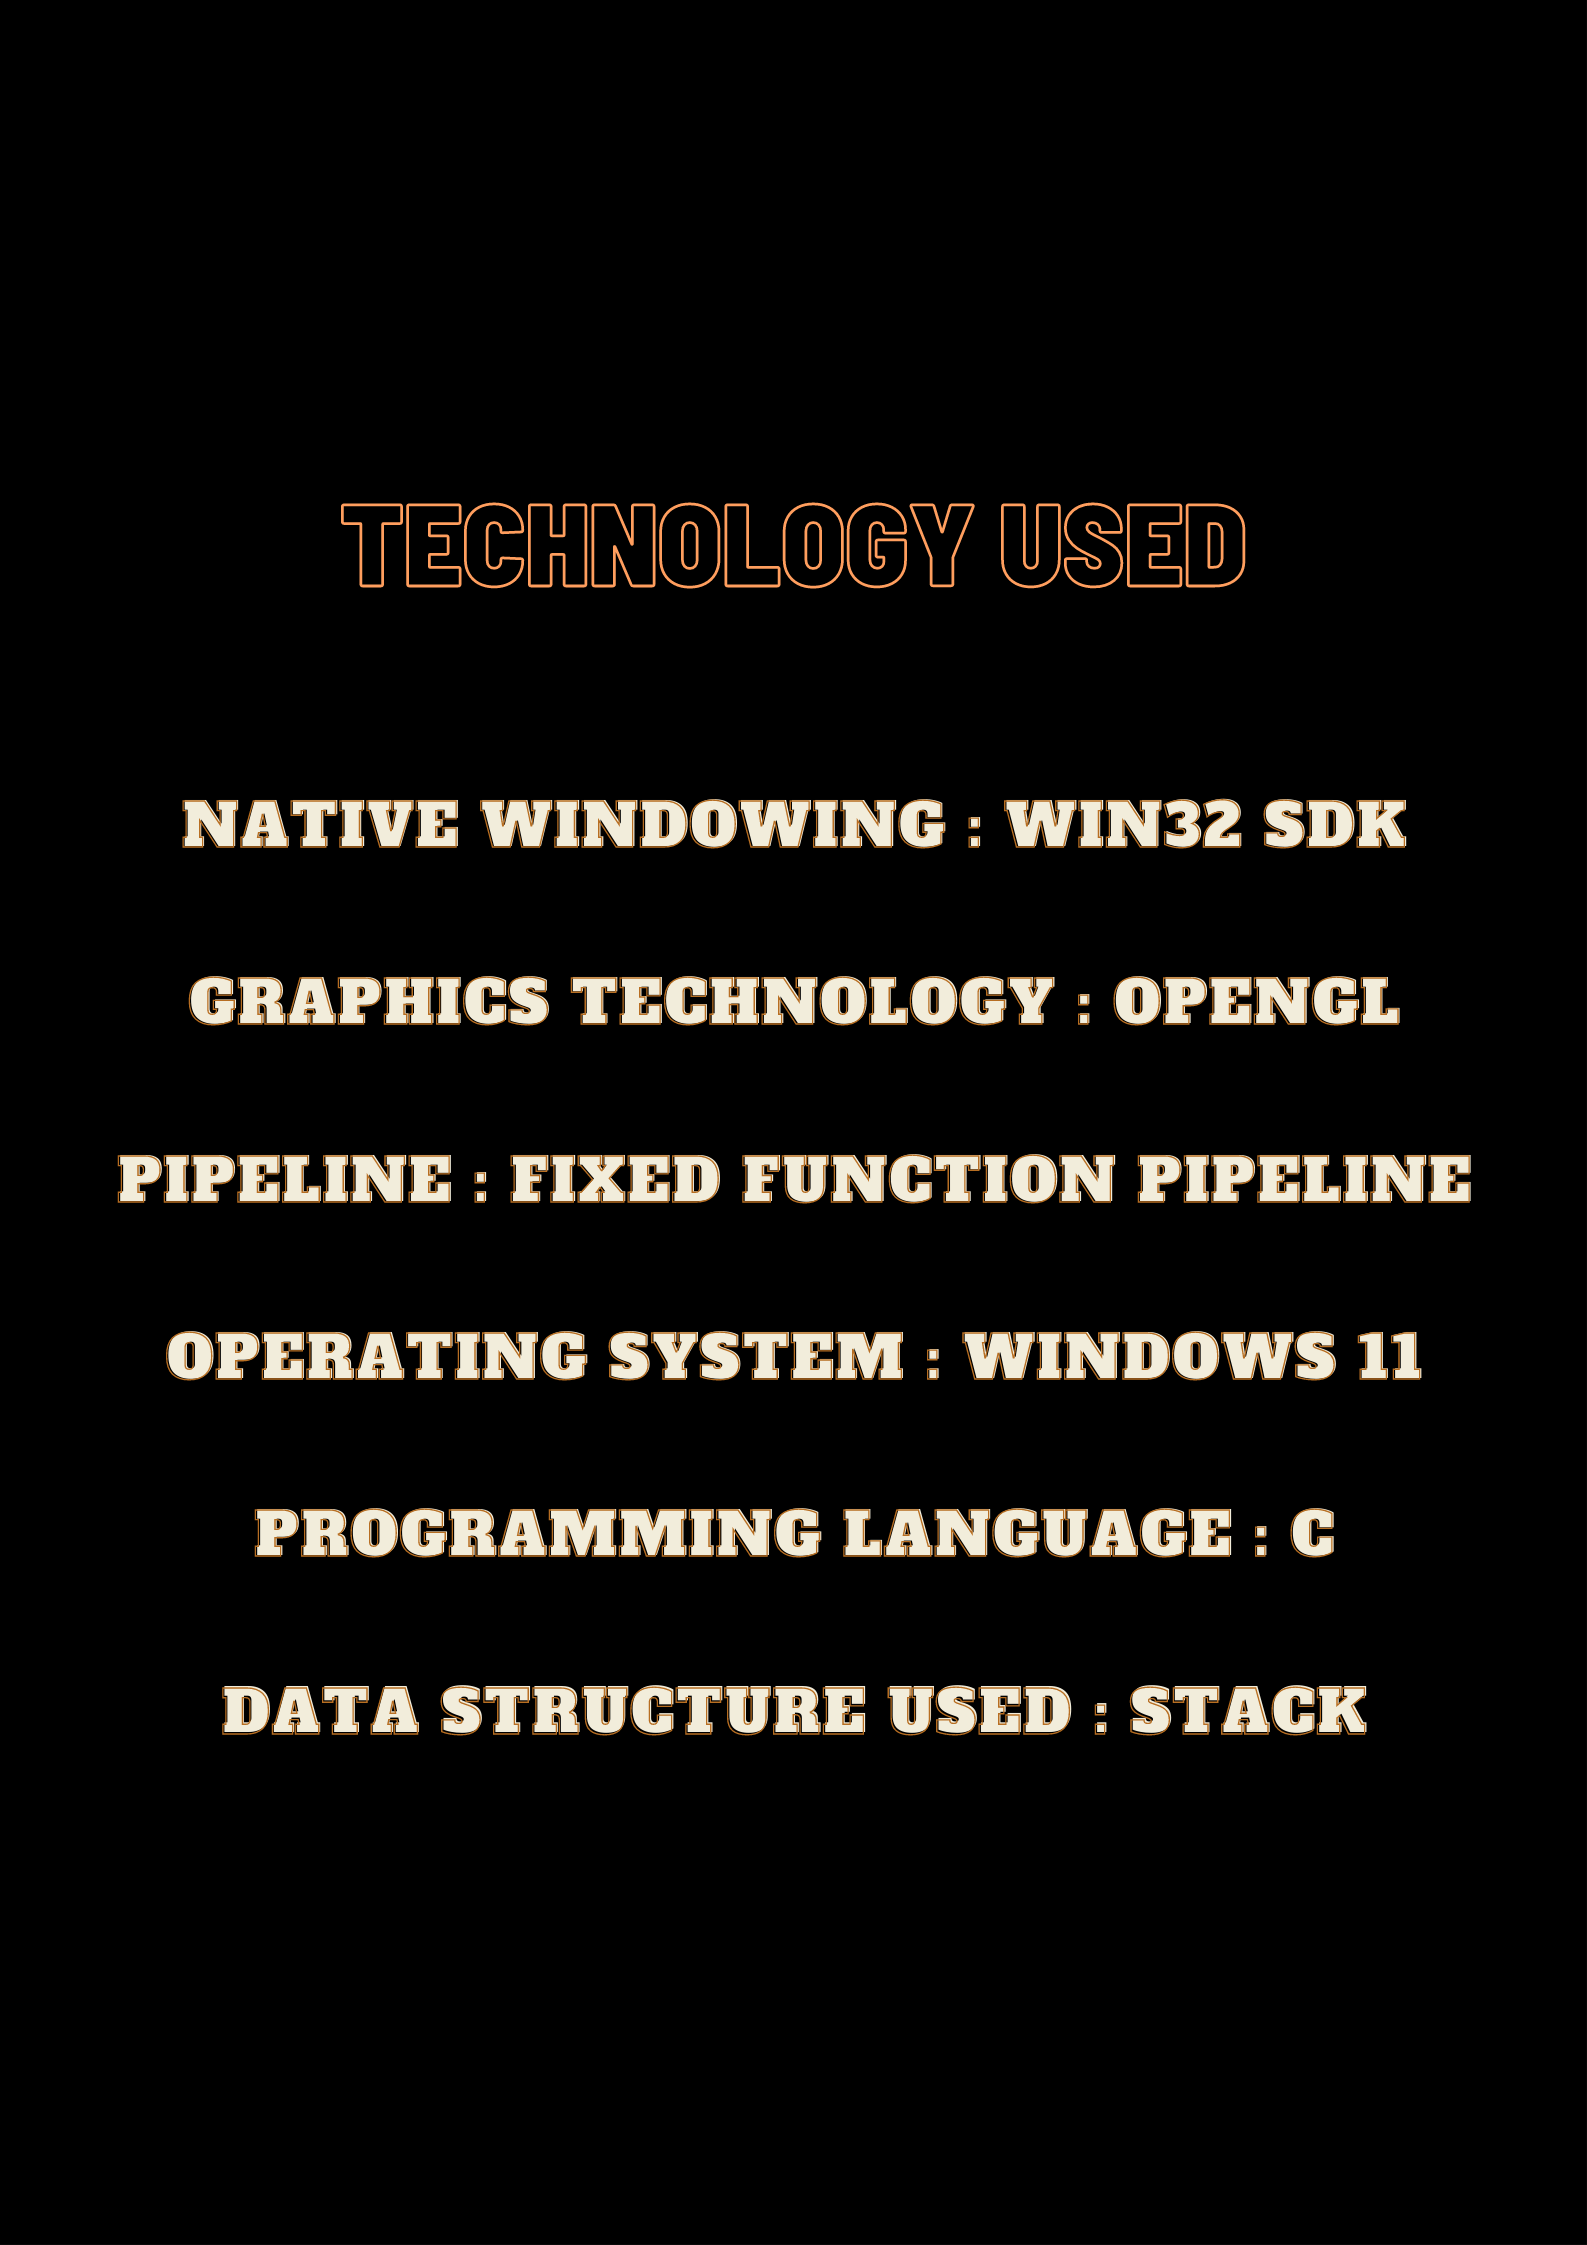 TECHNOLOGY USED
NATIVE WINDOWING : WIN32 SDK
GRAPHICS TECHNOLOGY : OPENGL
PIPELINE : FIXED FUNCTION PIPELINE
OPERATING SYSTEM : WINDOWS 11
PROGRAMMING LANGUAGE : C
DATA STRUCTURE USED : STACK